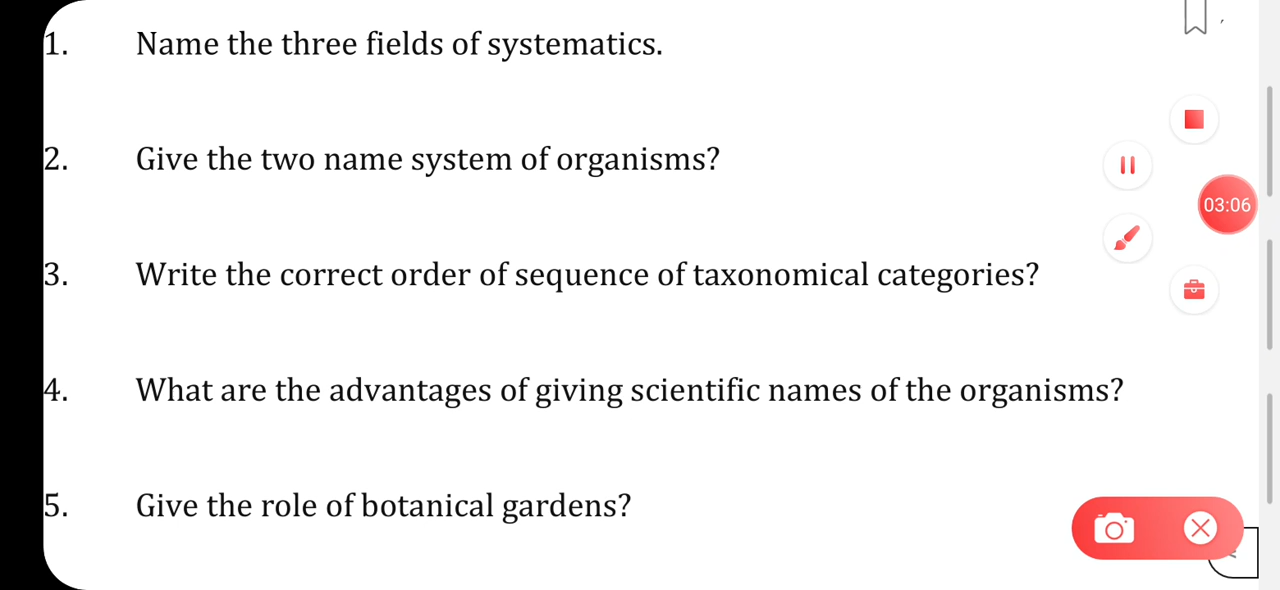 1. Name the three fields of systematics.
2. Give the two name system of organisms?
3. Write the correct order of sequence of taxonomical categories?
4. What are the advantages of giving scientific names of the organisms?
5. Give the role of botanical gardens?
03:06